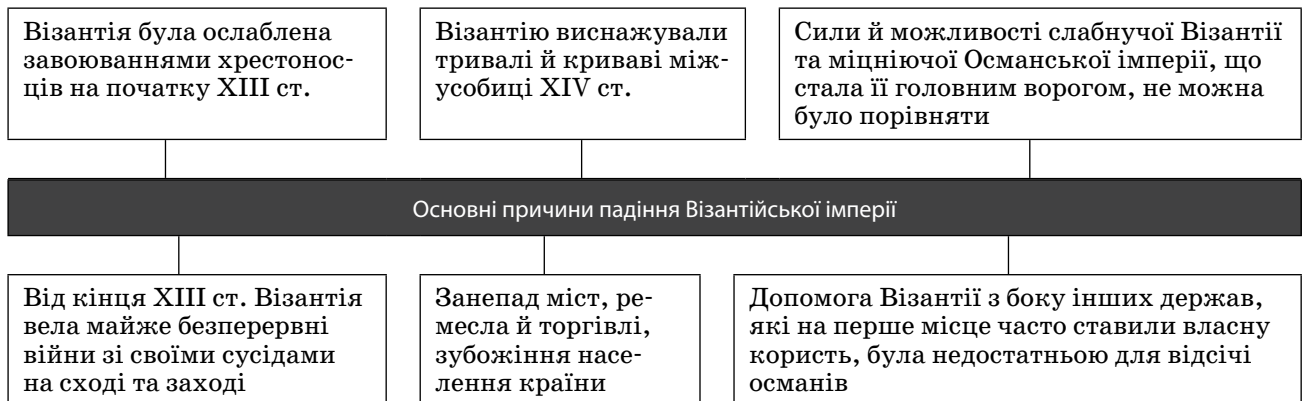 Візантія була ослаблена
завоюваннями хрестонос-
ців на початку XIII ст.
Візантію виснажували
тривалі й криваві між-
усобиці XIV ст.
Сили й можливості слабнучої Візантії
та міцніючої Османської імперії, що
стала її головним ворогом, не можна
було порівняти
Основні причини падіння Візантійської імперії
Від кінця XIII ст. Візантія
вела майже безперервні
війни зі своїми сусідами
на сході та заході
Занепад міст, ре-
месла й торгівлі,
зубожіння насе-
лення країни
Допомога Візантії з боку інших держав,
які на перше місце часто ставили власну
користь, була недостатньою для відсічі
османів